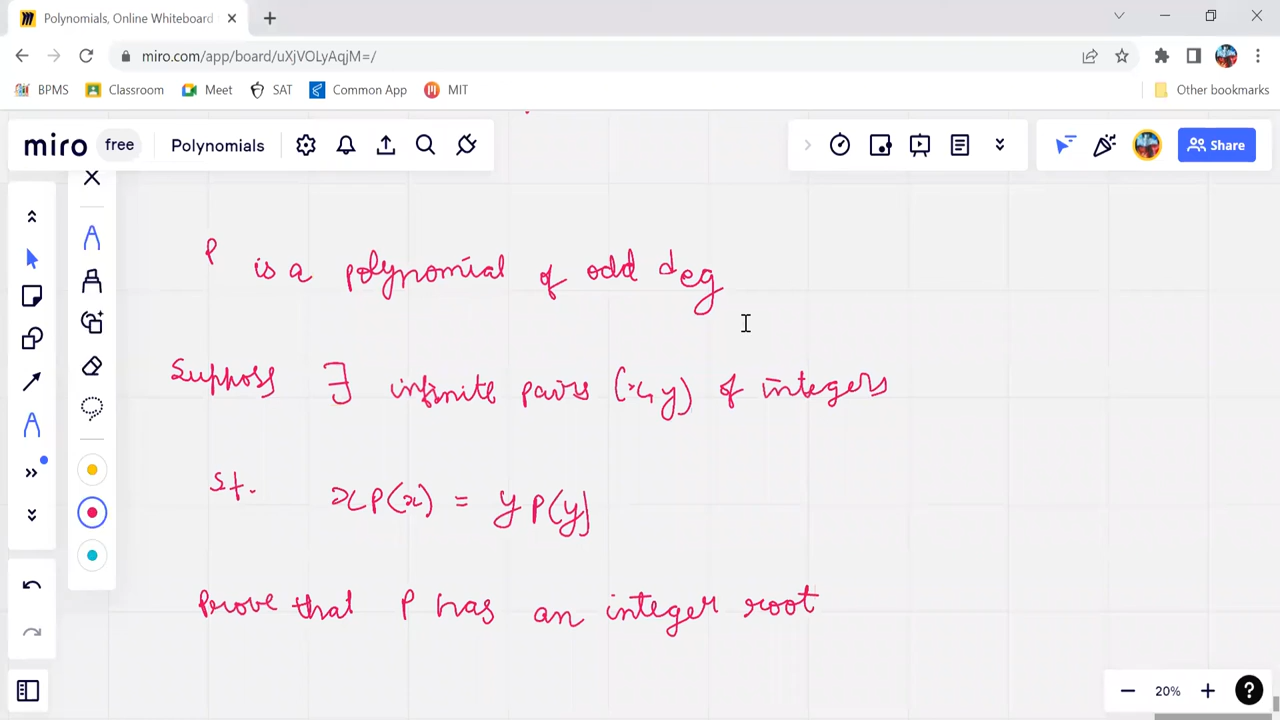 Polynomials, Online Whiteboard
miro.com/app/board/uXjVOLyAqjM=/
BPMS Classroom Meet SAT Common App MIT Other bookmarks
miro free Polynomials Share
P is a polynomial of odd deg
Suppose ∃ infinite pairs (x, y) of integers
st. xP(x) = yP(y)
Prove that P has an integer root
20%